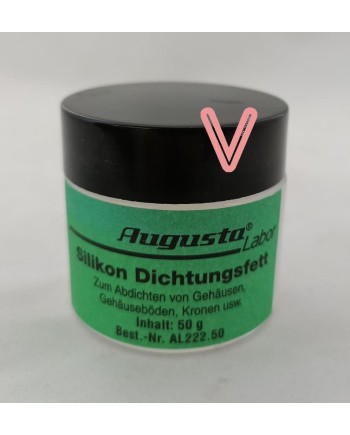 V
Augusta®
Labor
Silikon Dichtungsfett
Zum Abdichten von Gehäusen,
Gehäuseböden, Kronen usw.
Inhalt: 50 g
Best.-Nr. AL222.50